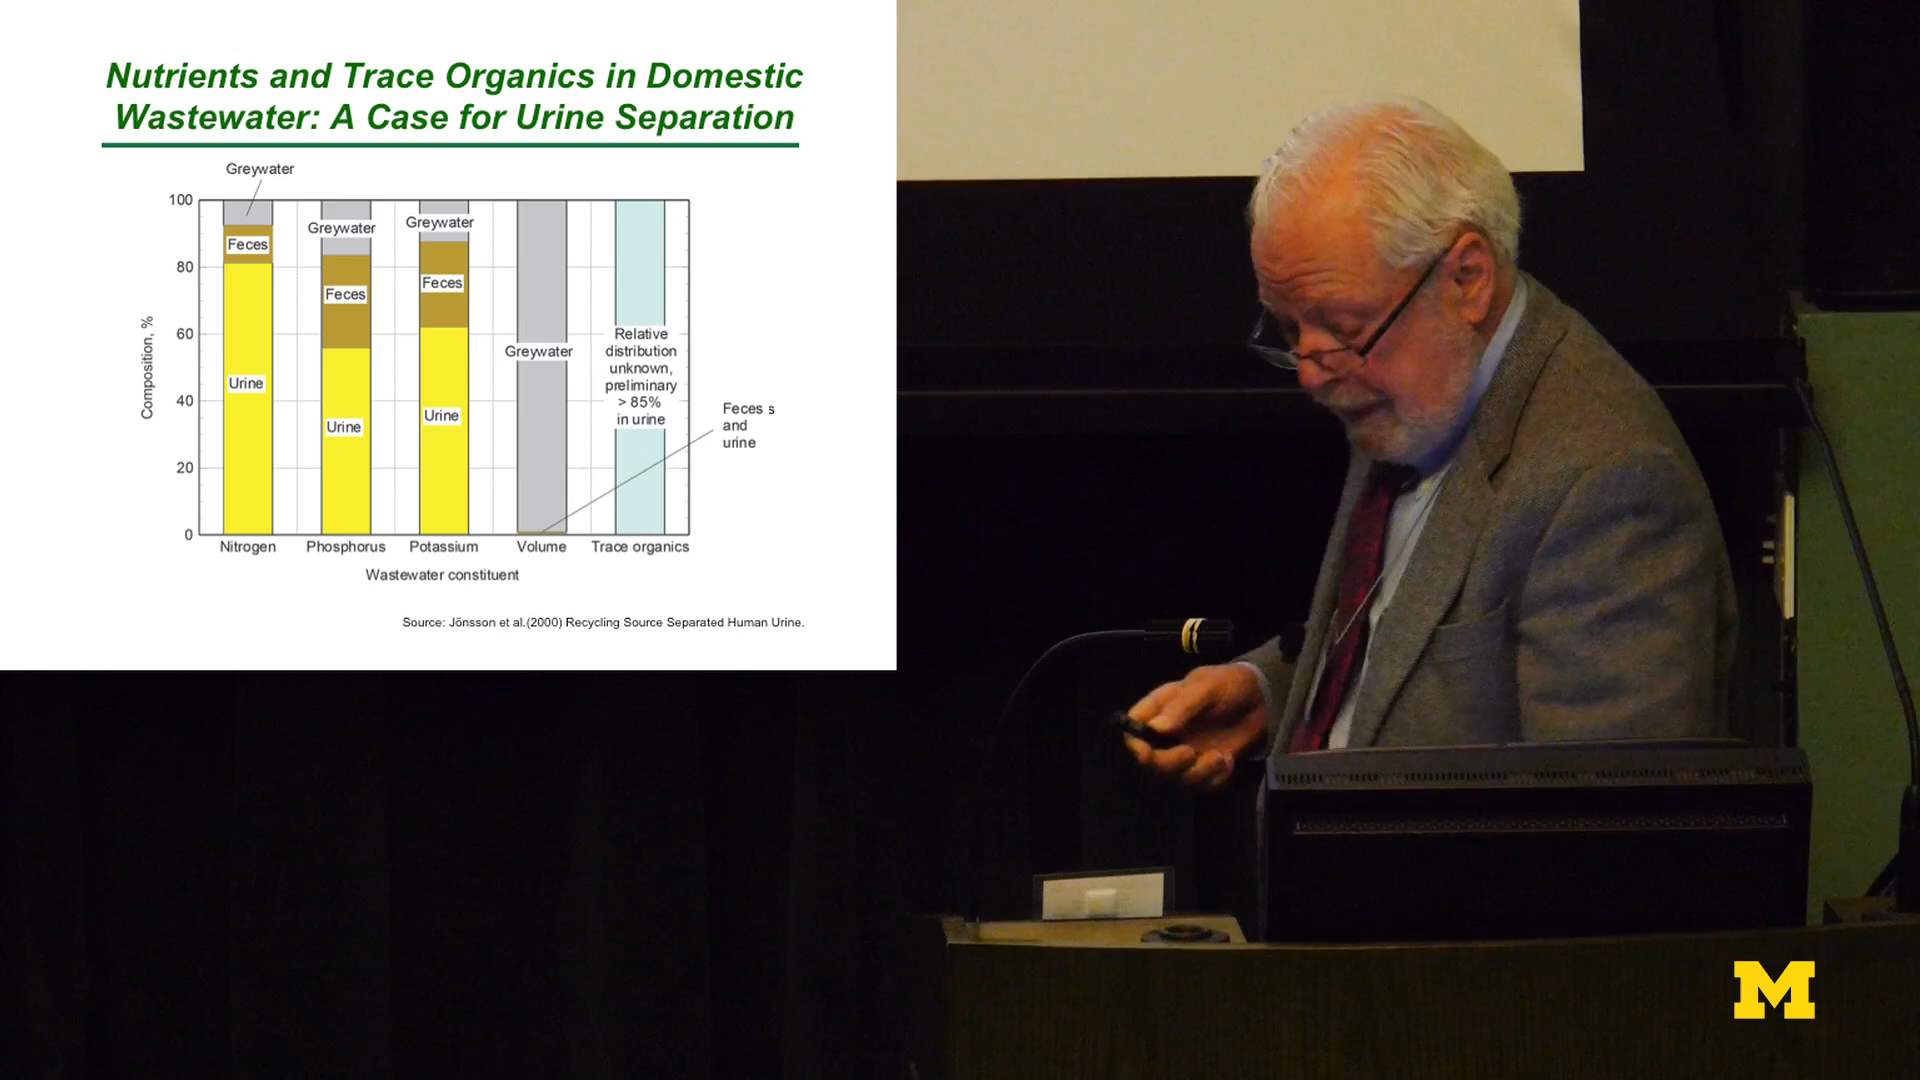 Nutrients and Trace Organics in Domestic
Wastewater: A Case for Urine Separation
Greywater
100
80
60
40
20
0
Composition, %
Feces
Urine
Greywater
Feces
Urine
Greywater
Feces
Urine
Greywater
Relative
distribution
unknown,
preliminary
> 85%
in urine
Feces s
and
urine
Nitrogen
Phosphorus
Potassium
Volume
Trace organics
Wastewater constituent
Source: Jönsson et al.(2000) Recycling Source Separated Human Urine.
M